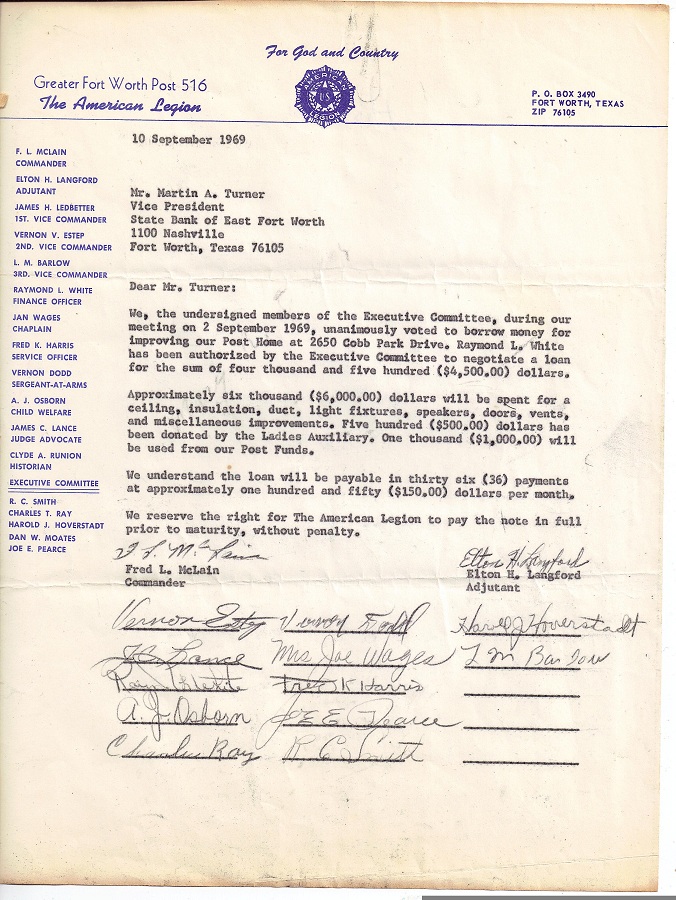 For God and Country
Greater Fort Worth Post 516
The American Legion
AMERICAN
U S
LEGION
P. O. BOX 3490
FORT WORTH, TEXAS
ZIP 76105
10 September 1969
F. L. MCLAIN
COMMANDER
ELTON H. LANGFORD
ADJUTANT
JAMES H. LEDBETTER
1ST. VICE COMMANDER
VERNON V. ESTEP
2ND. VICE COMMANDER
L. M. BARLOW
3RD. VICE COMMANDER
RAYMOND L. WHITE
FINANCE OFFICER
JAN WAGES
CHAPLAIN
FRED K. HARRIS
SERVICE OFFICER
VERNON DODD
SERGEANT-AT-ARMS
A. J. OSBORN
CHILD WELFARE
JAMES C. LANCE
JUDGE ADVOCATE
CLYDE A. RUNION
HISTORIAN
EXECUTIVE COMMITTEE
R. C. SMITH
CHARLES T. RAY
HAROLD J. HOVERSTADT
DAN W. MOATES
JOE E. PEARCE
Mr. Martin A. Turner
Vice President
State Bank of East Fort Worth
1100 Nashville
Fort Worth, Texas 76105
Dear Mr. Turner:
We, the undersigned members of the Executive Committee, during our
meeting on 2 September 1969, unanimously voted to borrow money for
improving our Post Home at 2650 Cobb Park Drive. Raymond L. White
has been authorized by the Executive Committee to negotiate a loan
for the sum of four thousand and five hundred ($4,500.00) dollars.
Approximately six thousand ($6,000.00) dollars will be spent for a
ceiling, insulation, duct, light fixtures, speakers, doors, vents,
and miscellaneous improvements. Five hundred ($500.00) dollars has
been donated by the Ladies Auxiliary. One thousand ($1,000.00) will
be used from our Post Funds.
We understand the loan will be payable in thirty six (36) payments
at approximately one hundred and fifty ($150.00) dollars per month.
We reserve the right for The American Legion to pay the note in full
prior to maturity, without penalty.
F. L. McLain
Elton H. Langford
Fred L. McLain
Commander
Elton H. Langford
Adjutant
Vernon Estep Vernon Dodd Harold J Hoverstadt
Lance Mrs Joe Wages L M Barlow
Ray L White Fred K Harris
A. J. Osborn Joe E Pearce
Charles Ray R C Smith